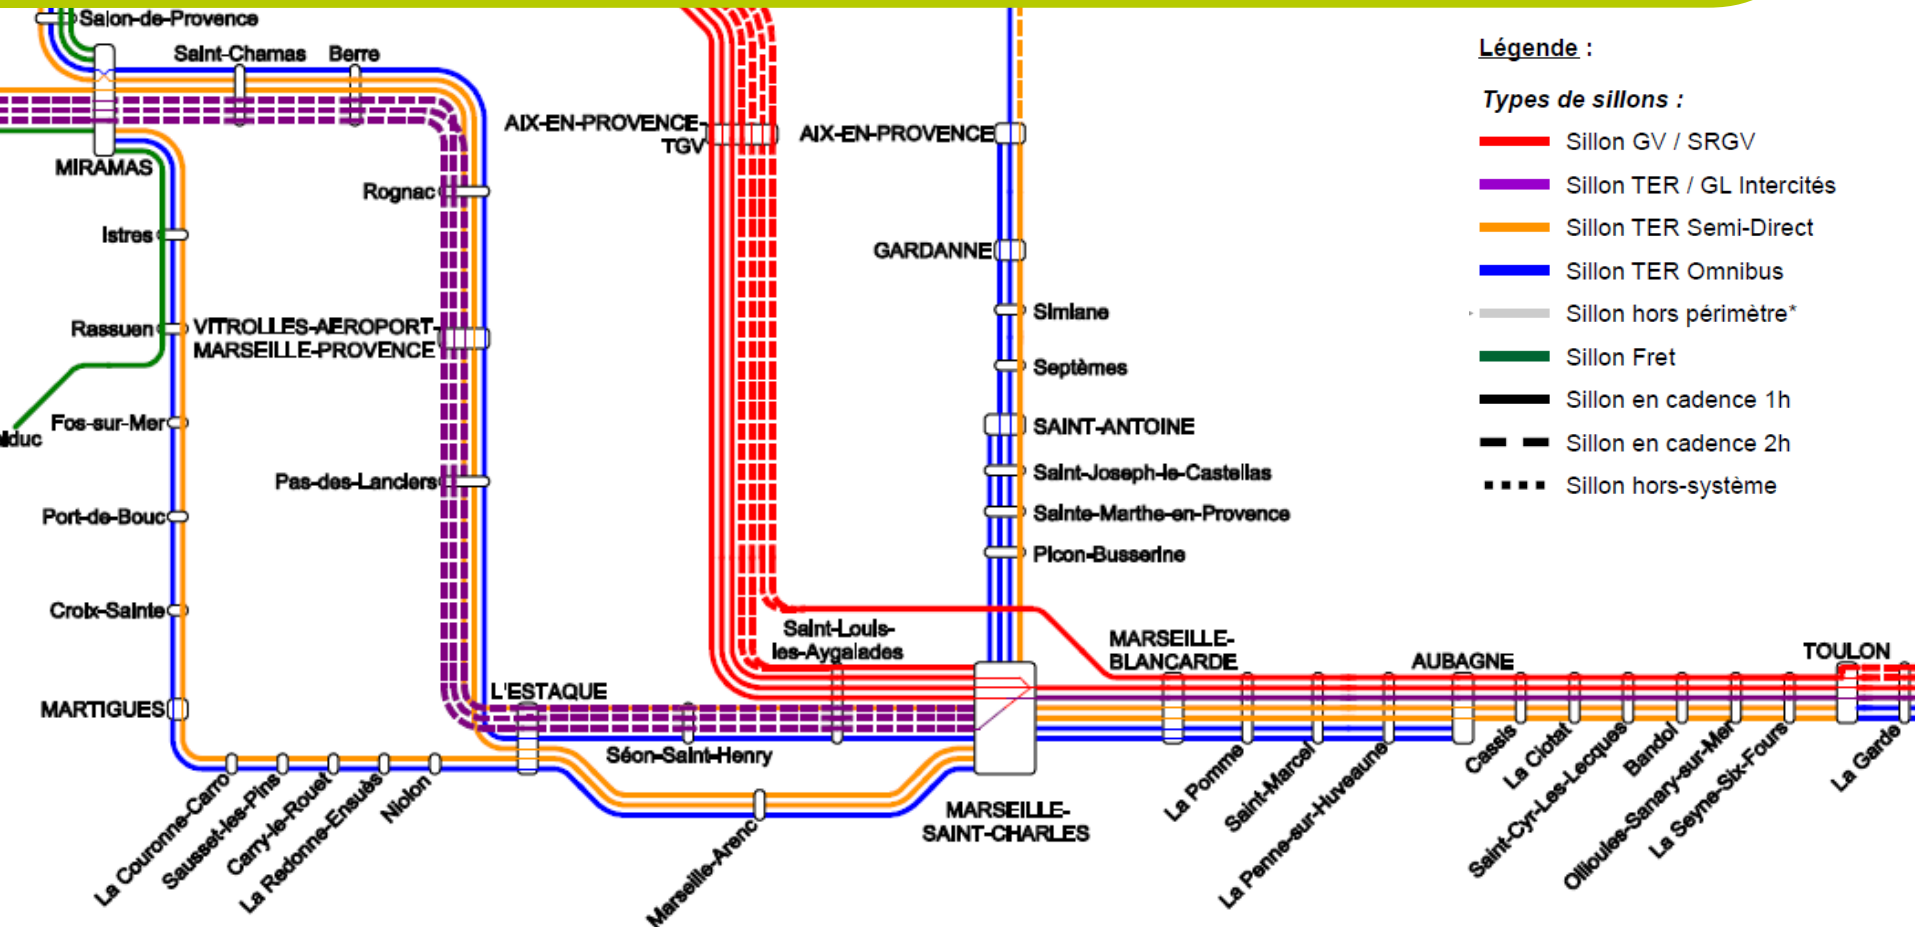 Salon-de-Provence
Saint-Chamas
Berre
MIRAMAS
Istres
Rassuen
Fos-sur-Mer
Port-de-Bouc
Croix-Sainte
MARTIGUES
La Couronne-Carro
Sausset-les-Pins
Carry-le-Rouet
La Redonne-Ensuès
Niolon
Rognac
VITROLLES-AEROPORT-
MARSEILLE-PROVENCE
Pas-des-Lanciers
L'ESTAQUE
Séon-Saint-Henry
Saint-Louis-
les-Aygalades
Marseille-Arenc
AIX-EN-PROVENCE-
TGV
AIX-EN-PROVENCE
GARDANNE
Simiane
Septèmes
SAINT-ANTOINE
Saint-Joseph-le-Castellas
Sainte-Marthe-en-Provence
Picon-Busserine
MARSEILLE-
SAINT-CHARLES
MARSEILLE-
BLANCARDE
La Pomme
Saint-Marcel
La Penne-sur-Huveaune
AUBAGNE
Cassis
La Ciotat
Saint-Cyr-Les-Lecques
Bandol
Ollioules-Sanary-sur-Mer
La Seyne-Six-Fours
TOULON
La Garde
Légende :
Types de sillons :
Sillon GV / SRGV
Sillon TER / GL Intercités
Sillon TER Semi-Direct
Sillon TER Omnibus
Sillon hors périmètre*
Sillon Fret
Sillon en cadence 1h
Sillon en cadence 2h
Sillon hors-système